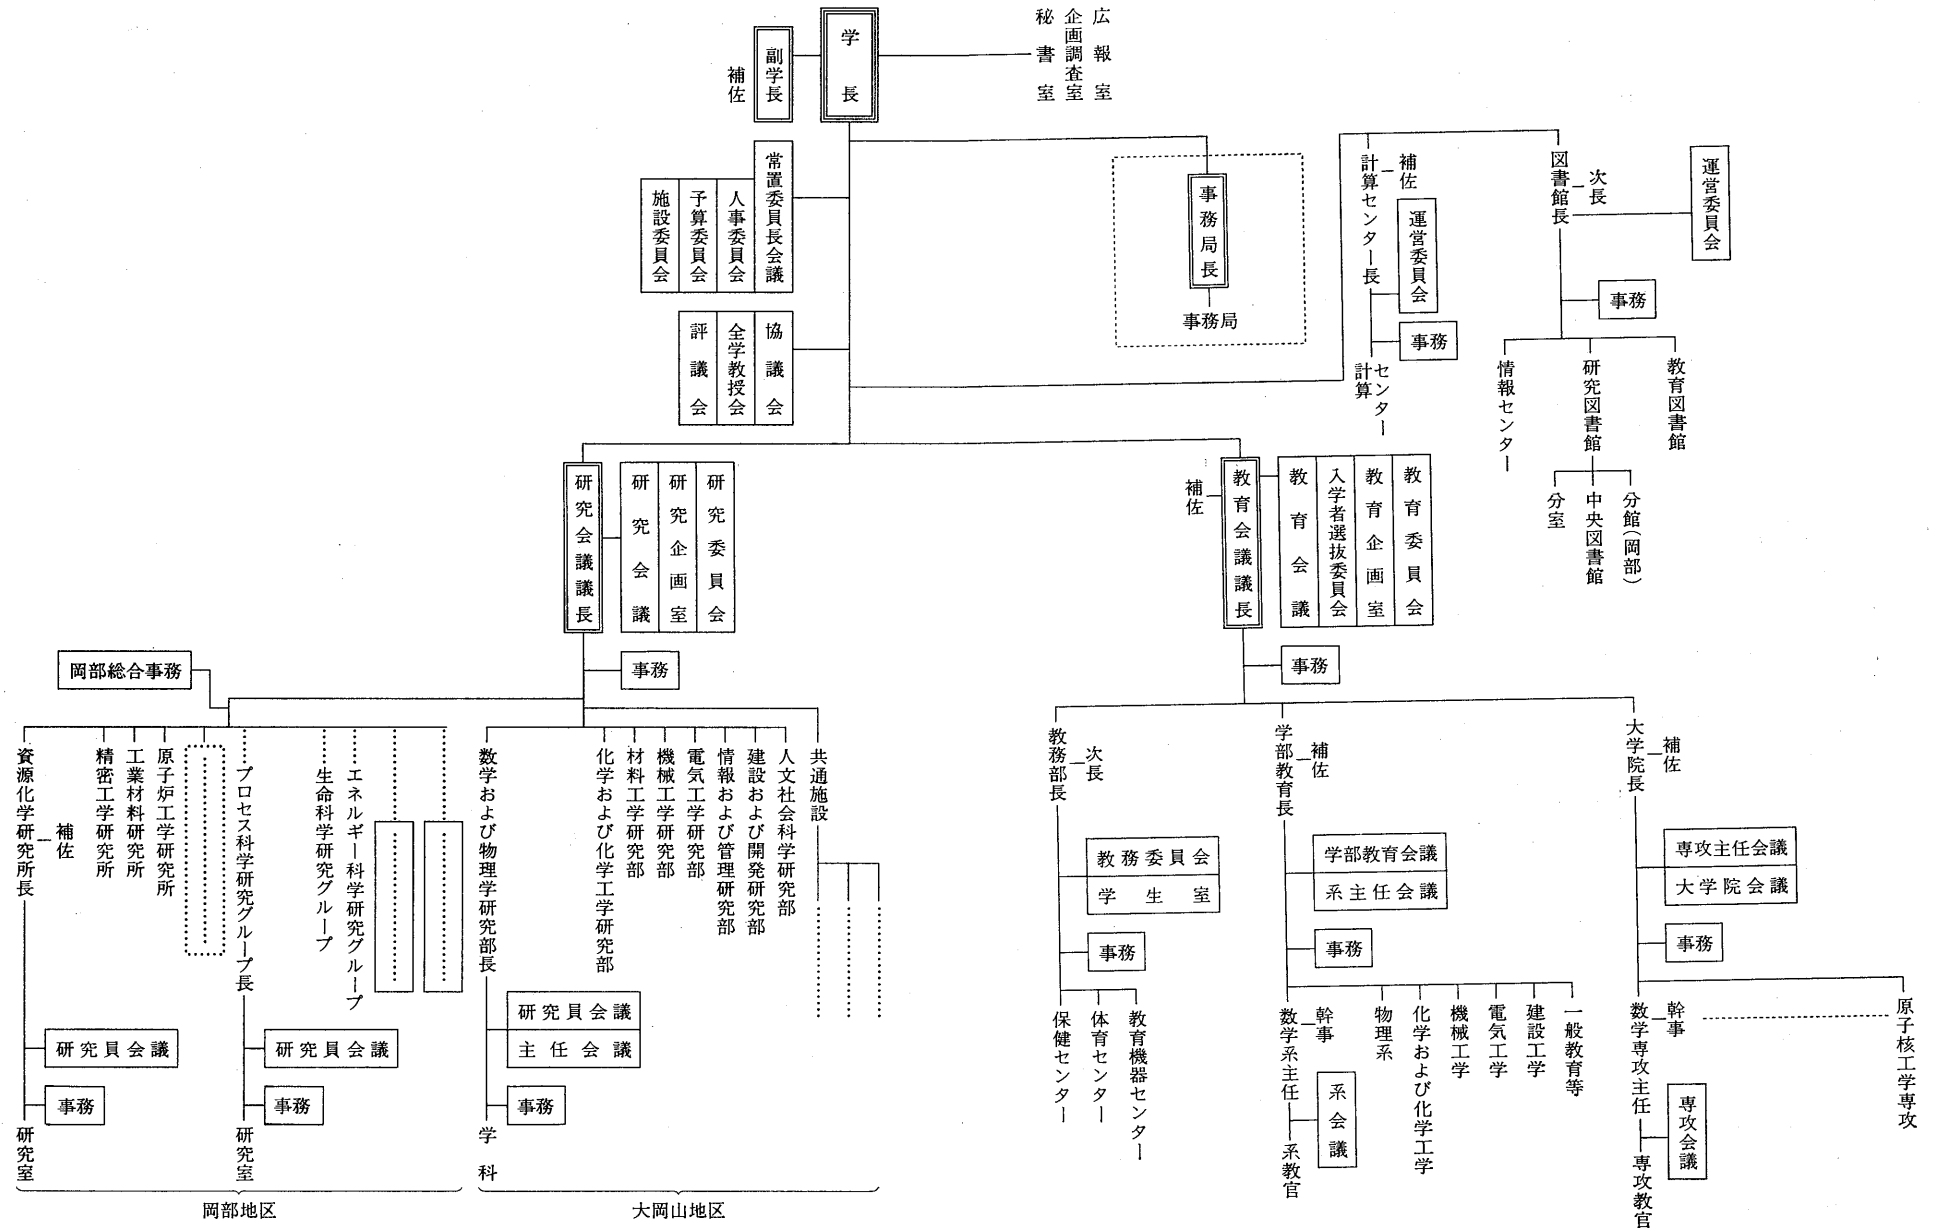 学長
副学長
補佐
広報室
企画調査室
秘書室
常置委員長会議
人事委員会
予算委員会
施設委員会
協議会
全学教授会
評議会
事務局長
事務局
計算センター長
補佐
運営委員会
事務
計算センター
図書館長
次長
運営委員会
事務
教育図書館
研究図書館
情報センター
分館(岡部)
中央図書館
分室
研究会議議長
研究会議
研究企画室
研究委員会
事務
岡部総合事務
教育会議議長
補佐
教育会議
入学者選抜委員会
教育企画室
教育委員会
事務
資源化学研究所長
補佐
精密工学研究所
工業材料研究所
原子炉工学研究所
プロセス科学研究グループ長
生命科学研究グループ
エネルギー科学研究グループ
研究員会議
事務
研究室
研究員会議
事務
研究室
岡部地区
数学および物理学研究部長
化学および化学工学研究部
材料工学研究部
機械工学研究部
電気工学研究部
情報および管理研究部
建設および開発研究部
人文社会科学研究部
共通施設
研究員会議
主任会議
事務
学科
大岡山地区
教務部長
次長
教務委員会
学生室
事務
保健センター
体育センター
教育機器センター
学部教育長
補佐
学部教育会議
系主任会議
事務
数学系主任
幹事
物理系
化学および化学工学
機械工学
電気工学
建設工学
一般教育等
系会議
系教官
大学院長
補佐
専攻主任会議
大学院会議
事務
数学専攻主任
幹事
原子核工学専攻
専攻会議
専攻教官